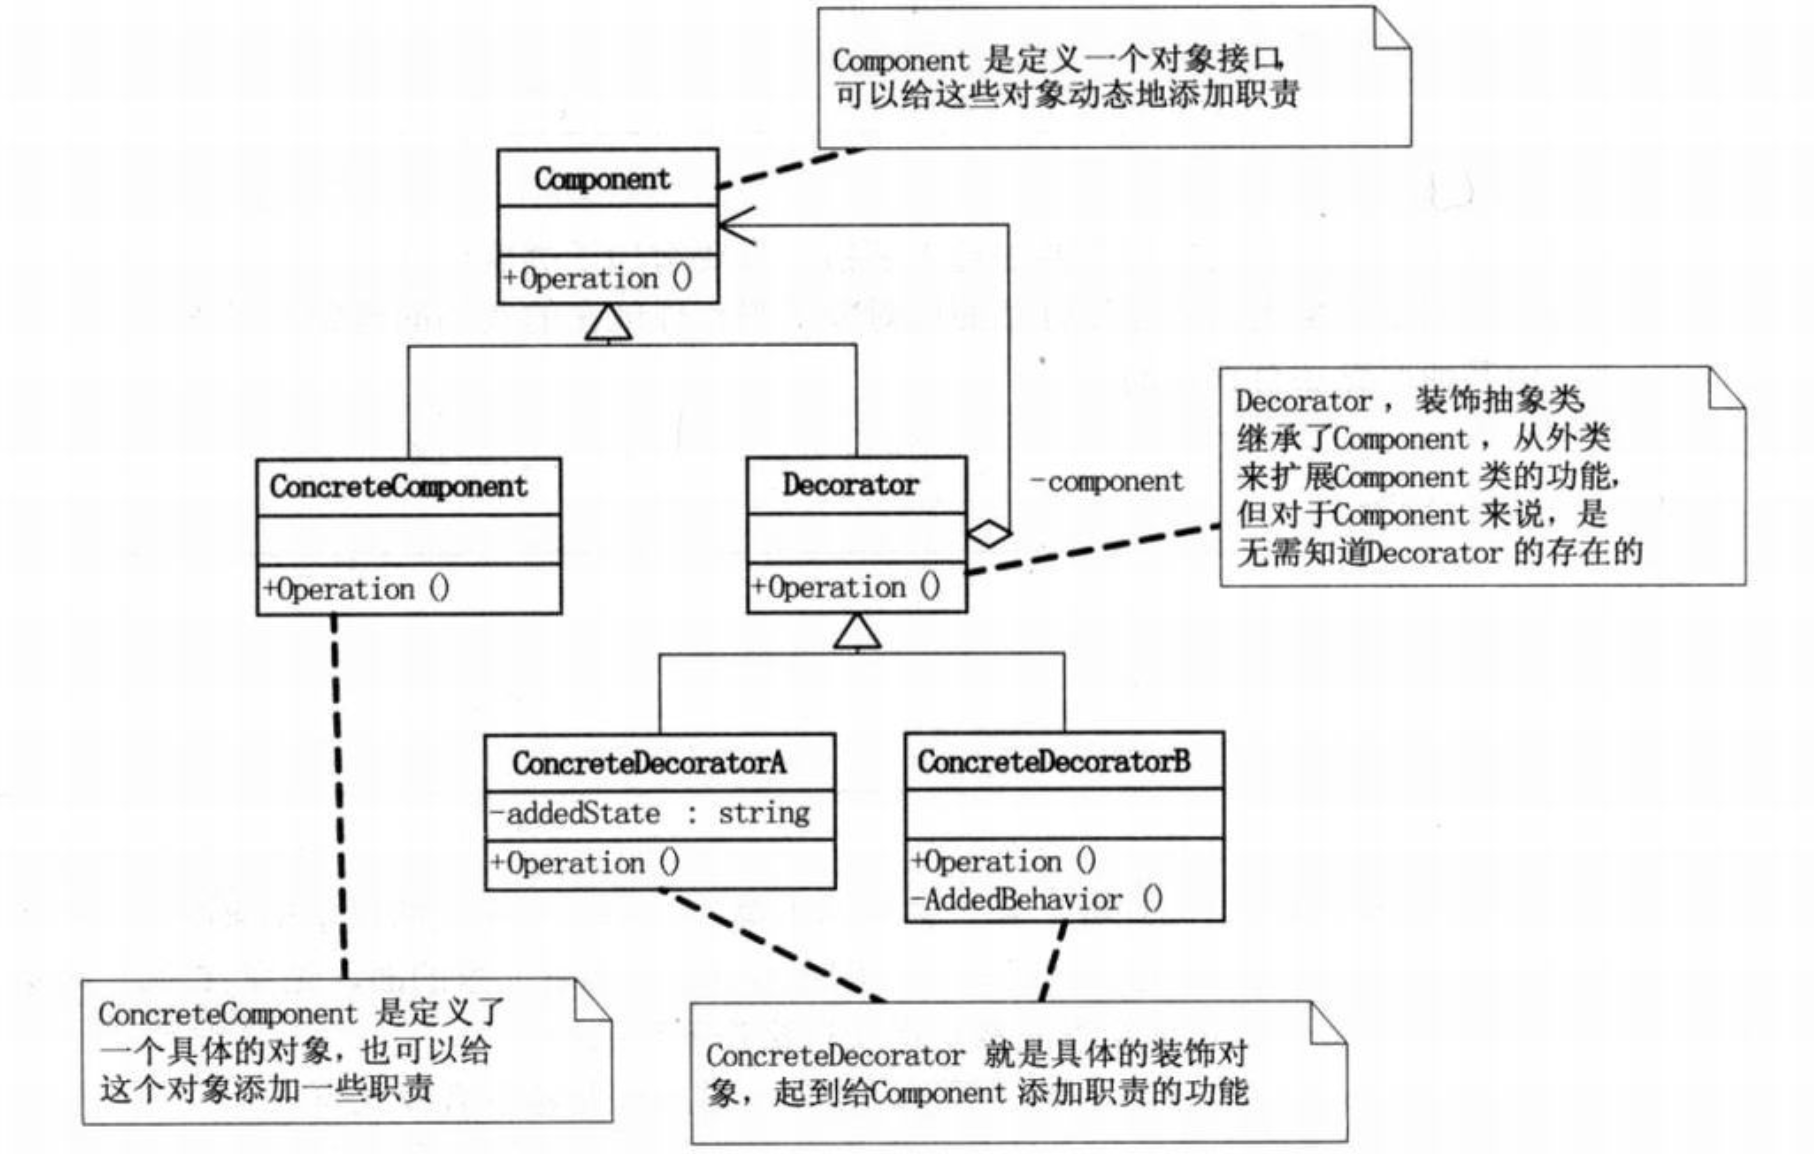 Component 是定义一个对象接口,
可以给这些对象动态地添加职责
Component
+Operation ()
Decorator ，装饰抽象类,
继承了Component ，从外类
来扩展Component 类的功能,
但对于Component 来说，是
无需知道Decorator 的存在的
ConcreteComponent
+Operation ()
Decorator
+Operation ()
-component
ConcreteDecoratorA
-addedState : string
+Operation ()
ConcreteDecoratorB
+Operation ()
-AddedBehavior ()
ConcreteComponent 是定义了
一个具体的对象，也可以给
这个对象添加一些职责
ConcreteDecorator 就是具体的装饰对
象，起到给Component 添加职责的功能